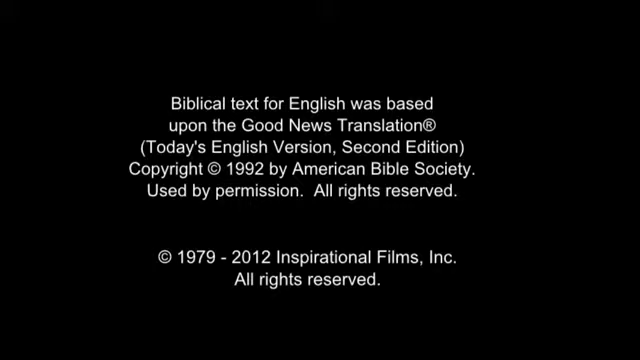 Biblical text for English was based
upon the Good News Translation®
(Today's English Version, Second Edition)
Copyright © 1992 by American Bible Society.
Used by permission.  All rights reserved.
© 1979 - 2012 Inspirational Films, Inc.
All rights reserved.